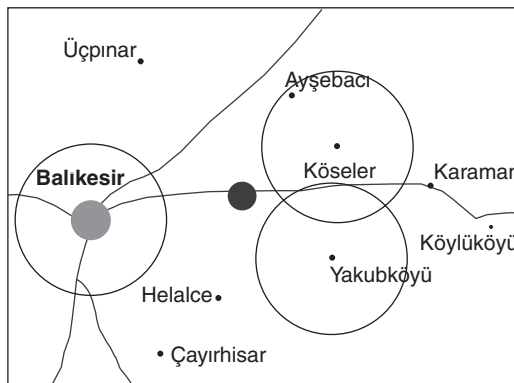 Üçpınar
Ayşebacı
Balıkesir
Köseler
Karaman
Köylüköyü
Yakubköyü
Helalce
Çayırhisar